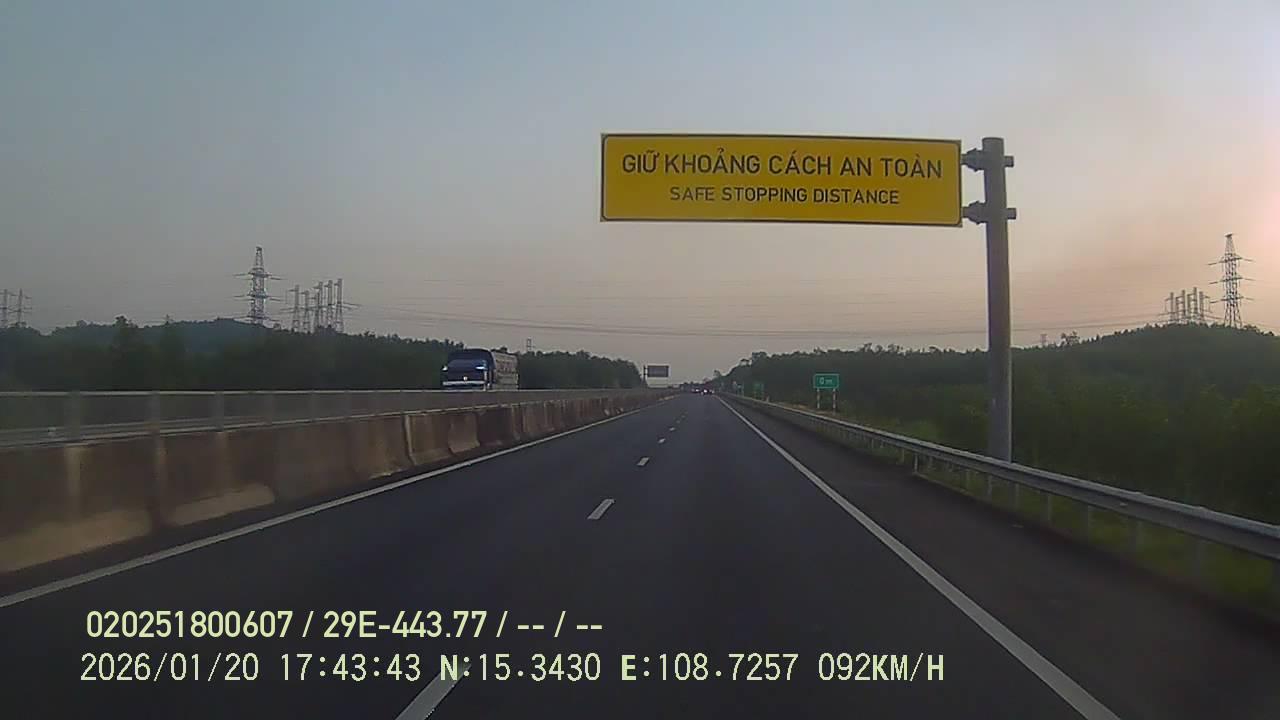 GIỮ KHOẢNG CÁCH AN TOÀN
SAFE STOPPING DISTANCE
0 m
020251800607 / 29E-443.77 / -- / --
2026/01/20 17:43:43 N:15.3430 E:108.7257 092KM/H